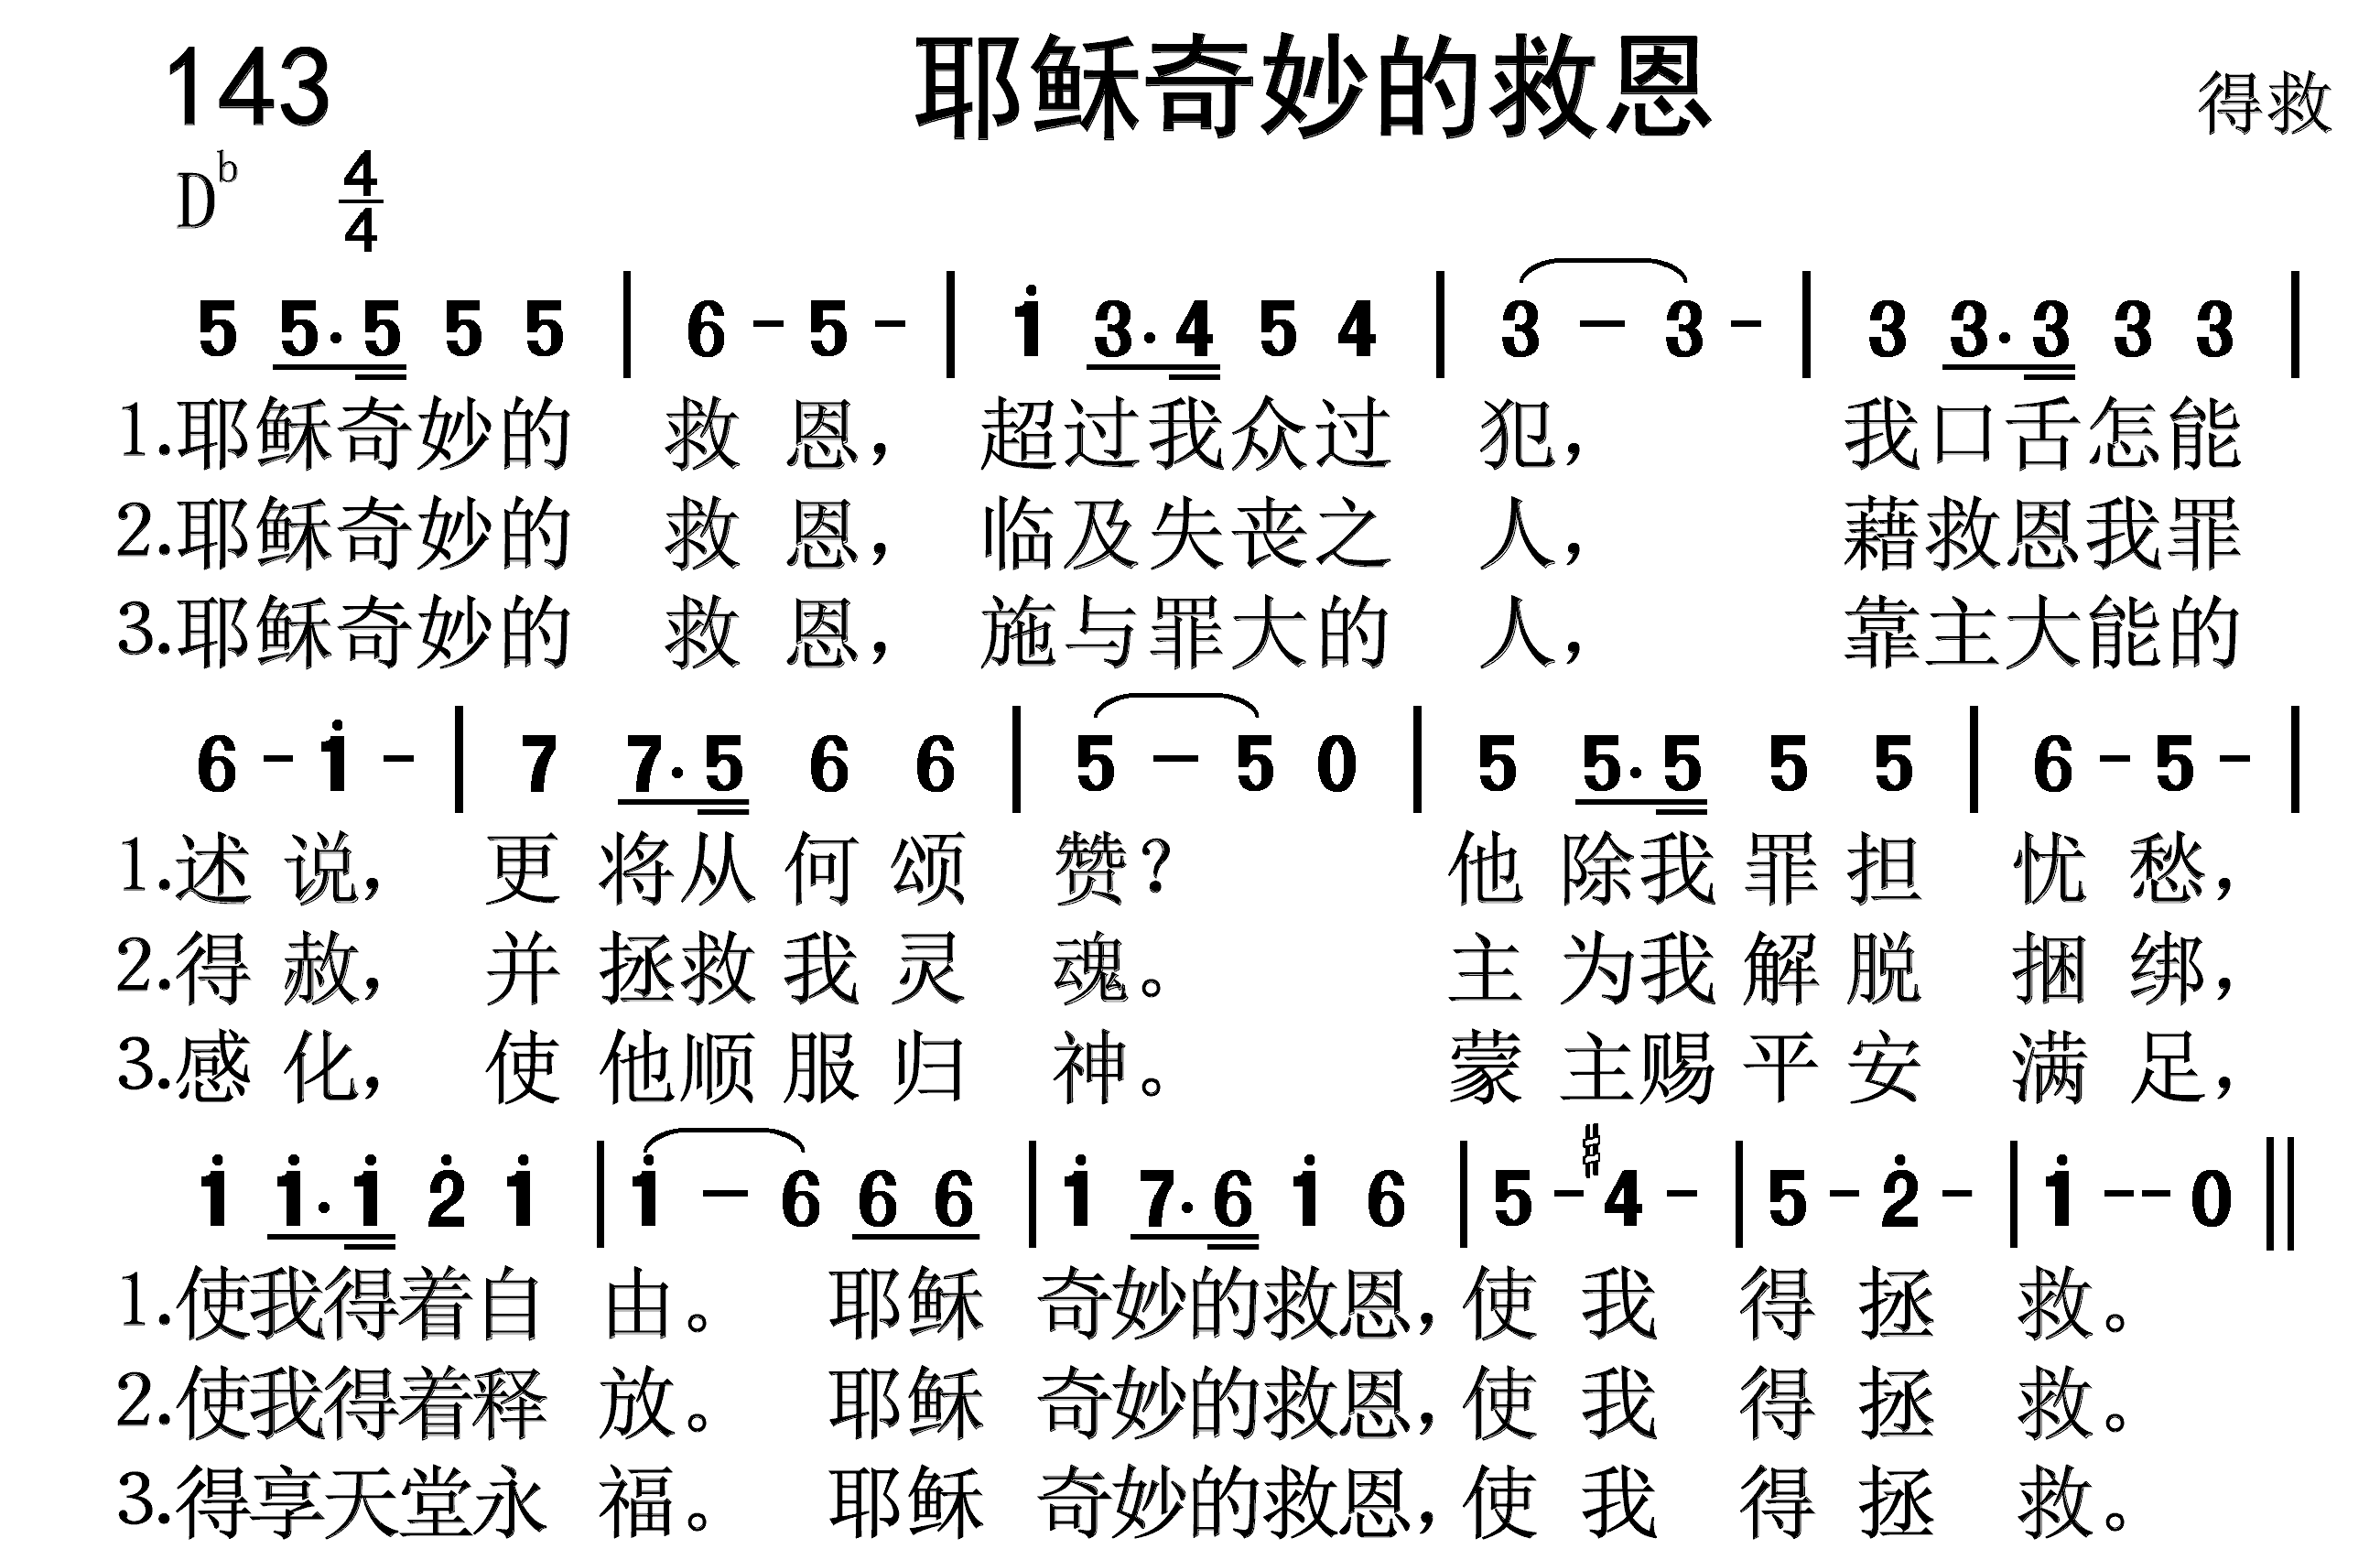 143 耶稣奇妙的救恩 得救
Db 4/4
5 5·5 5 5 | 6 - 5 - | i 3·4 5 4 | 3 - 3 - | 3 3·3 3 3 |
1.耶稣奇妙的 救 恩，超过我众过 犯， 我口舌怎能
2.耶稣奇妙的 救 恩，临及失丧之 人， 藉救恩我罪
3.耶稣奇妙的 救 恩，施与罪大的 人， 靠主大能的
6 - i - | 7 7·5 6 6 | 5 - 5 0 | 5 5·5 5 5 | 6 - 5 - |
1.述 说，更 将从 何 颂 赞？ 他 除我 罪 担 忧 愁，
2.得 赦，并 拯救 我 灵 魂。 主 为我 解 脱 捆 绑，
3.感 化，使 他顺 服 归 神。 蒙 主赐 平 安 满 足，
i i·i 2̇ i | i - 6 6 6 | i 7·6 i 6 | 5 - #4 - | 5 - 2̇ - | i - - 0 ‖
1.使我得着自 由。 耶稣 奇妙的救恩，使 我 得 拯 救。
2.使我得着释 放。 耶稣 奇妙的救恩，使 我 得 拯 救。
3.得享天堂永 福。 耶稣 奇妙的救恩，使 我 得 拯 救。